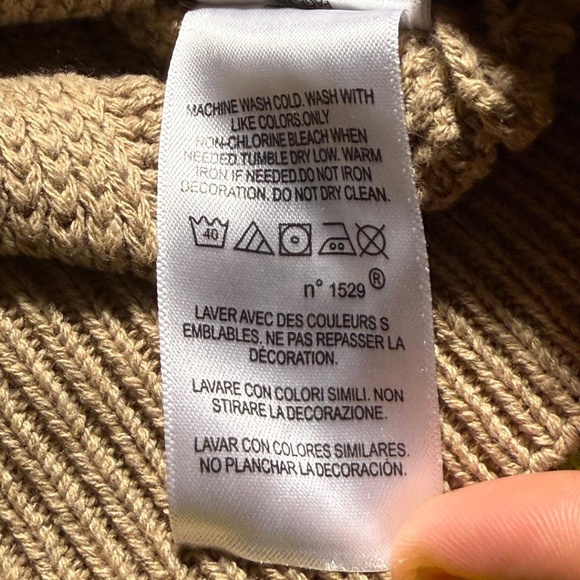 MACHINE WASH COLD. WASH WITH
LIKE COLORS.ONLY
NON-CHLORINE BLEACH WHEN
NEEDED.TUMBLE DRY LOW. WARM
IRON IF NEEDED.DO NOT IRON
DECORATION. DO NOT DRY CLEAN.
40
n° 1529 ®
LAVER AVEC DES COULEURS S
EMBLABLES, NE PAS REPASSER LA
DÉCORATION.
LAVARE CON COLORI SIMILI. NON
STIRARE LA DECORAZIONE.
LAVAR CON COLORES SIMILARES.
NO PLANCHAR LA DECORACIÓN.